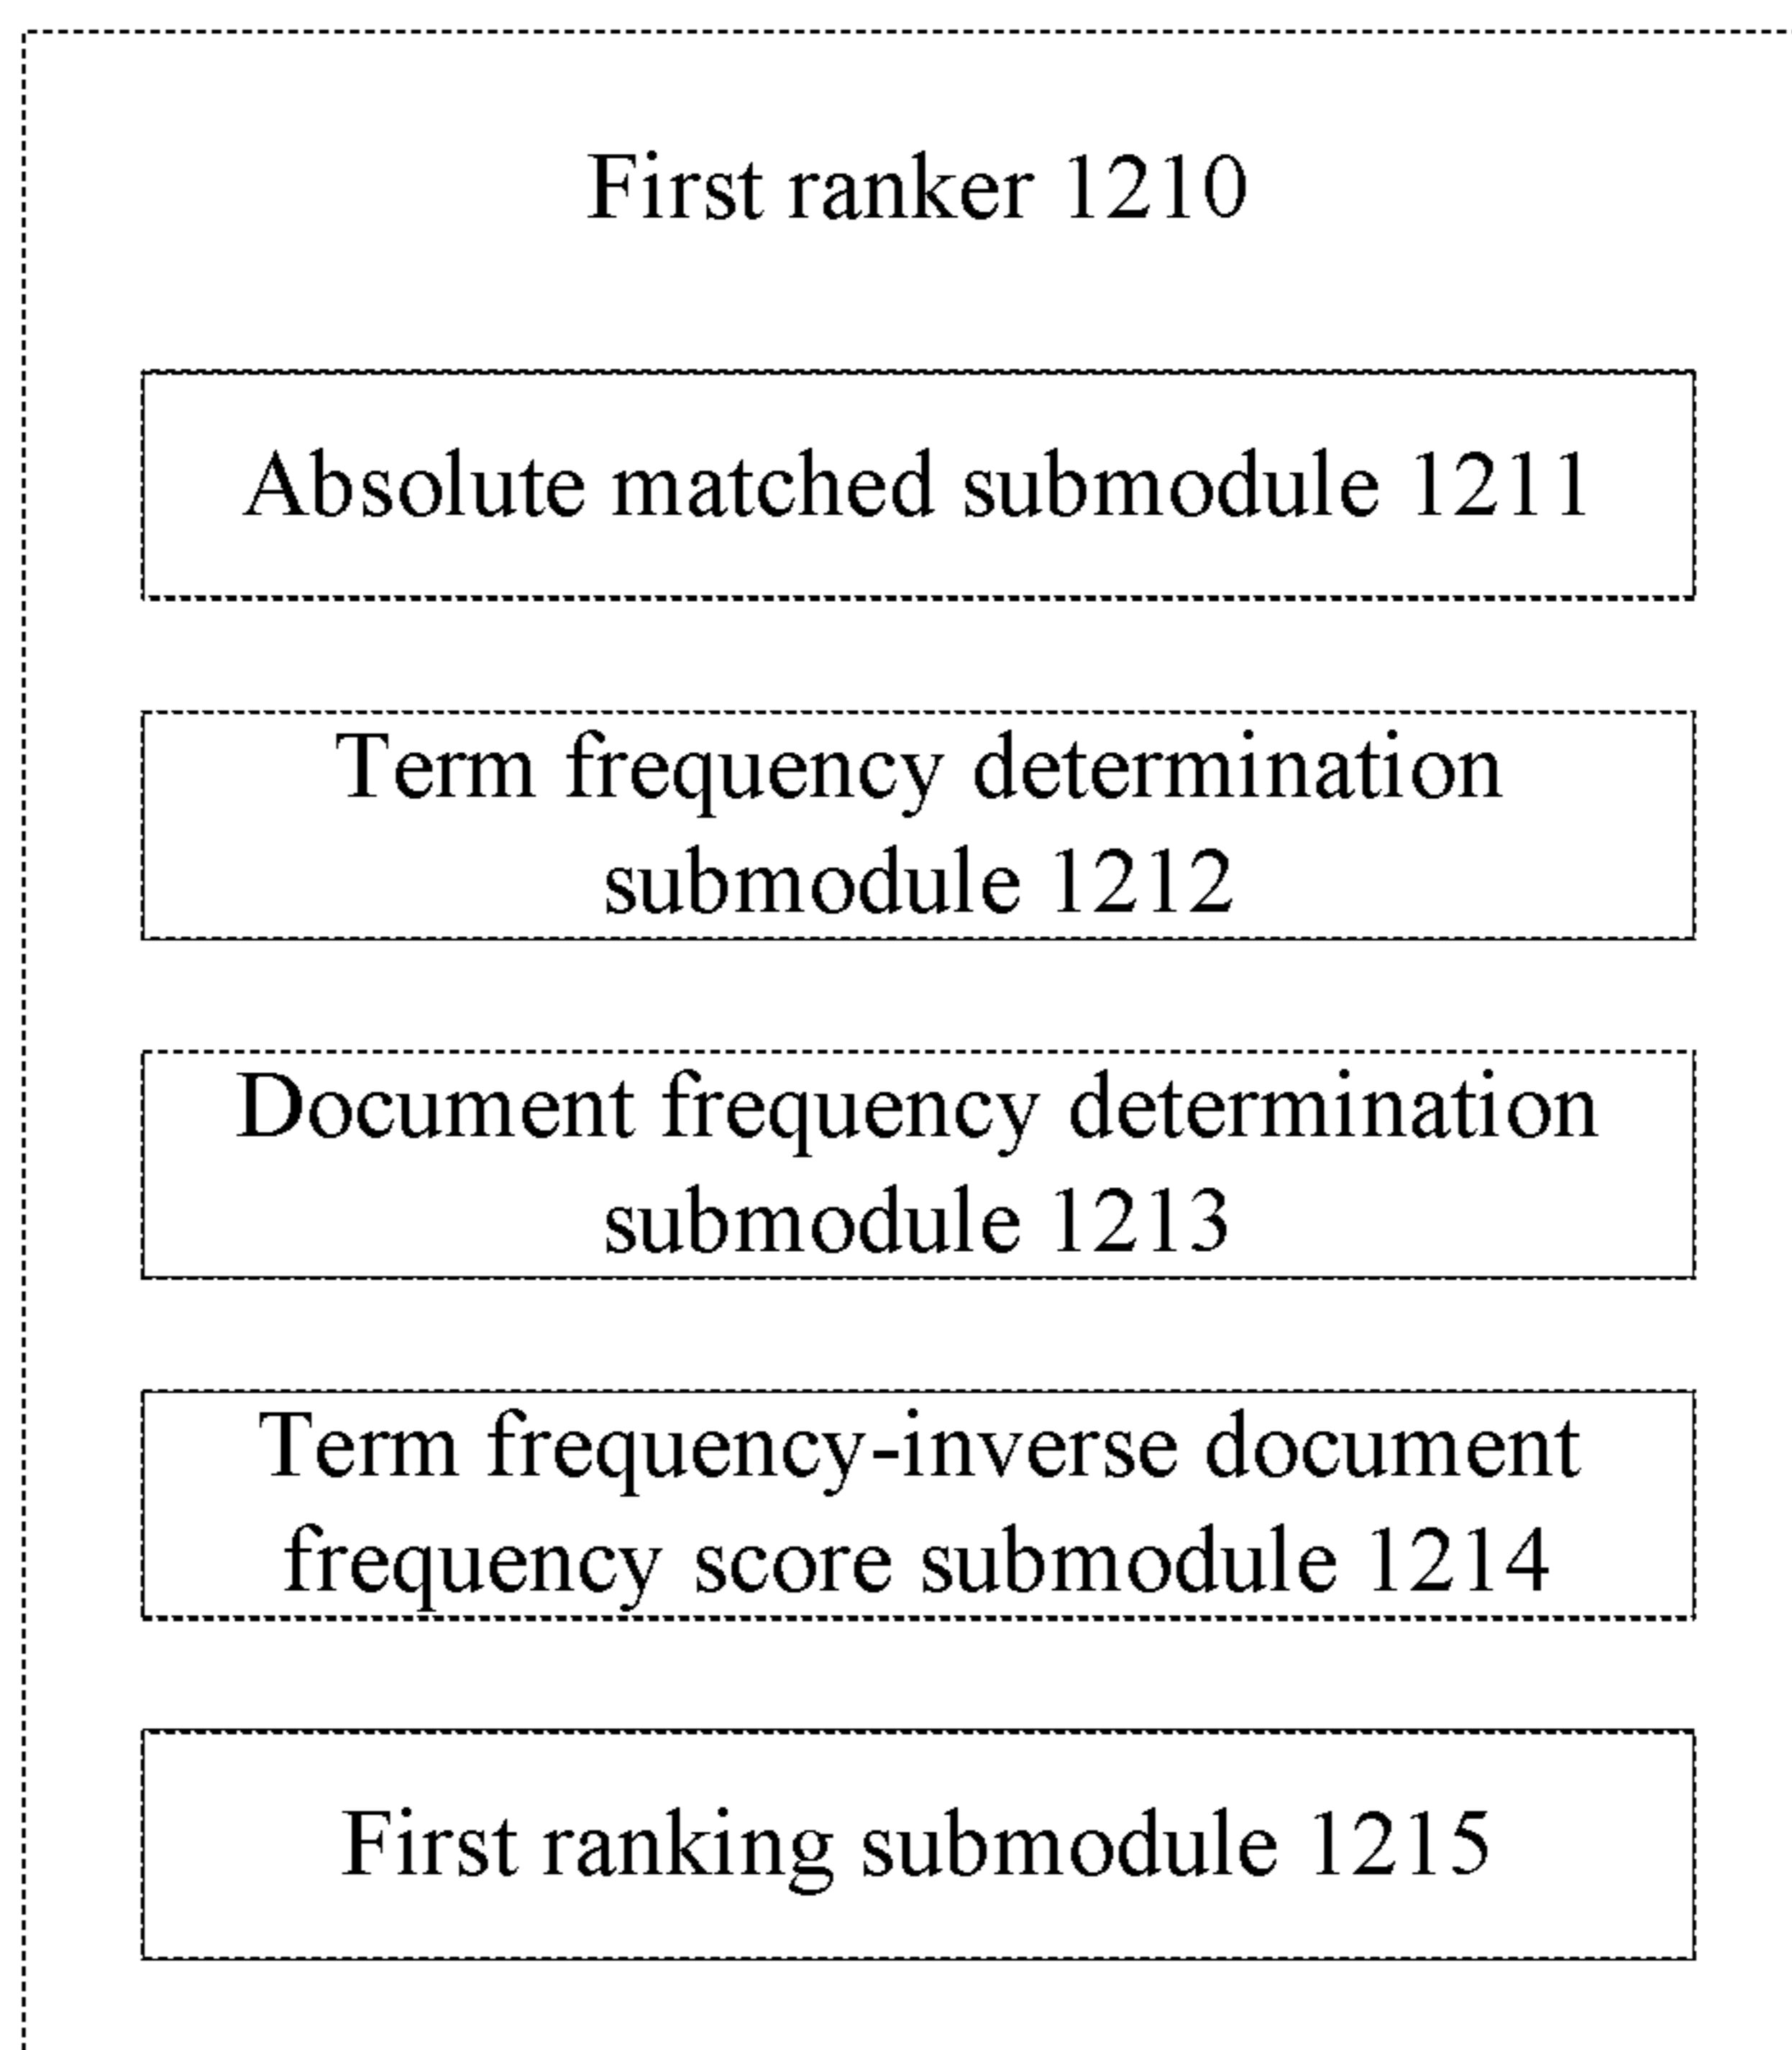 First ranker 1210
Absolute matched submodule 1211
Term frequency determination
submodule 1212
Document frequency determination
submodule 1213
Term frequency-inverse document
frequency score submodule 1214
First ranking submodule 1215